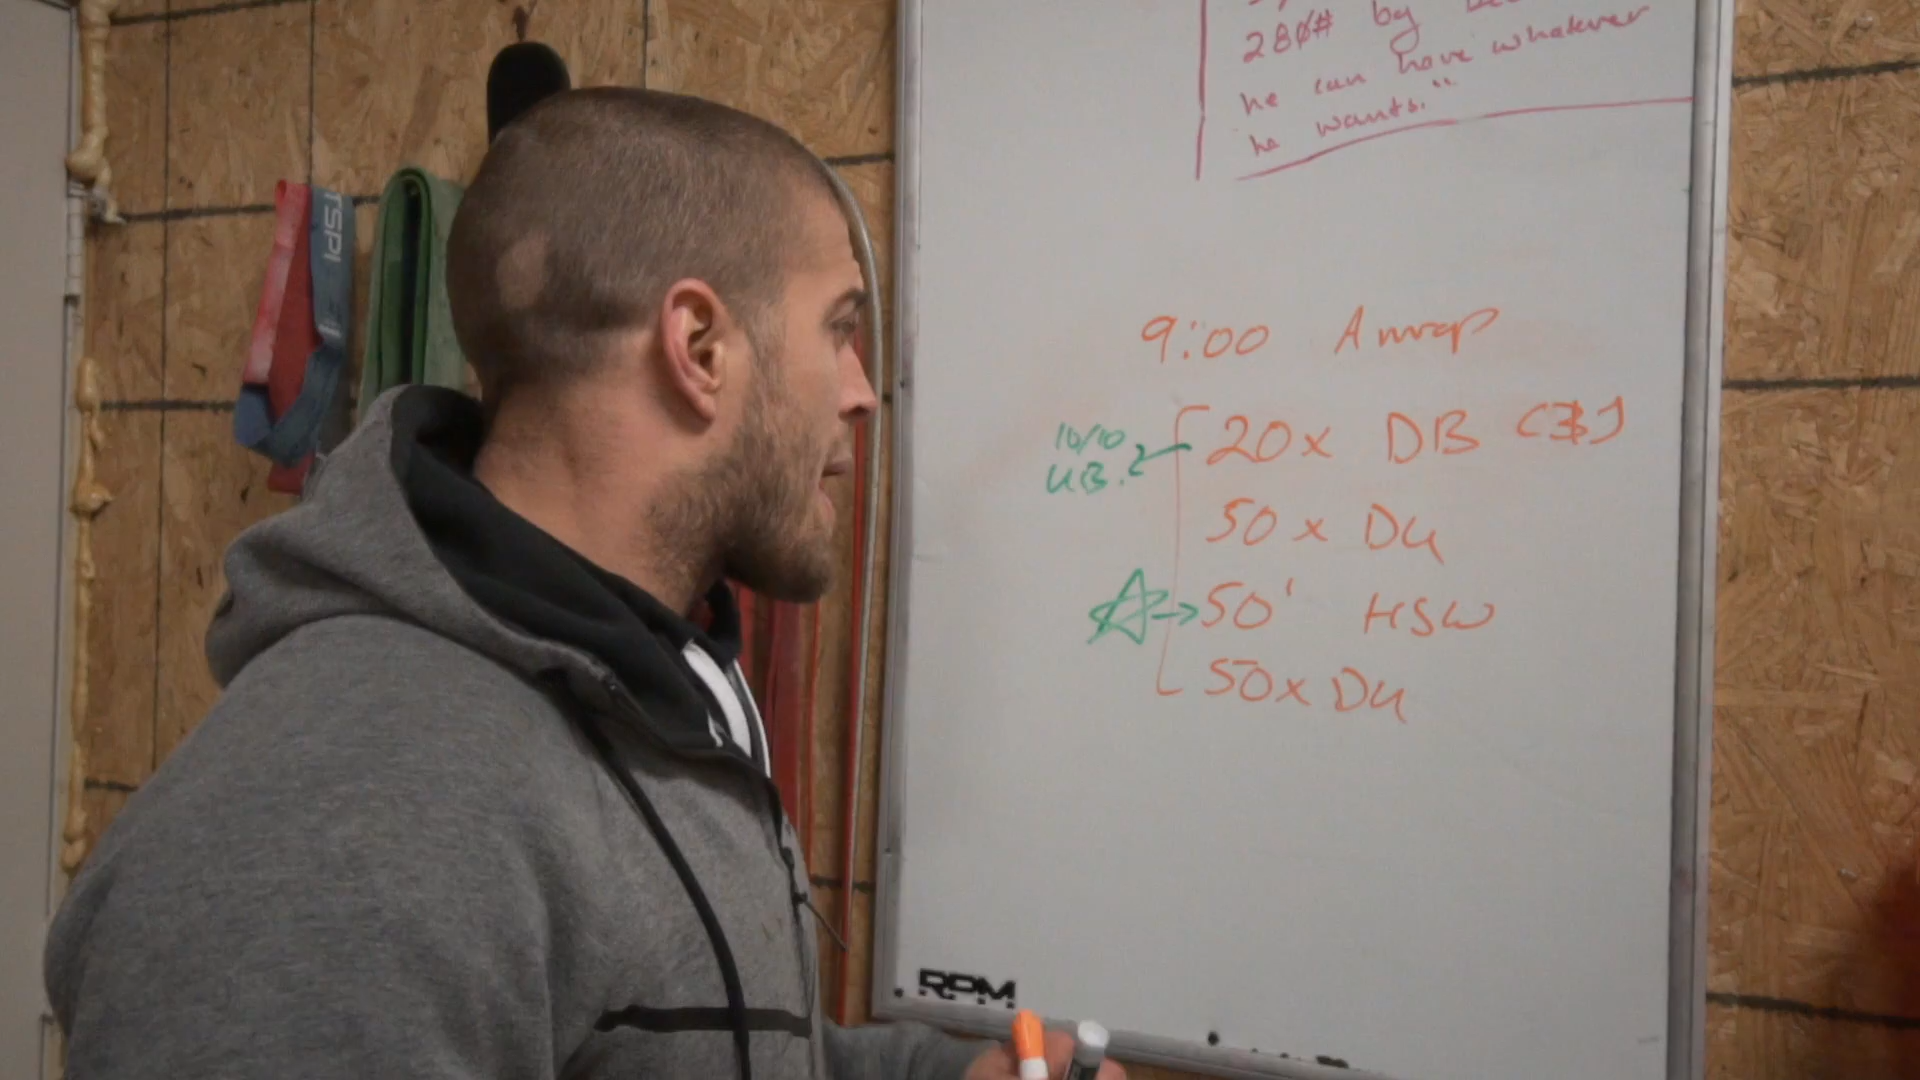 280# by
he can have whatever
he wants."
9:00 Amrap
20x DB
10/10
UB.?
50x DU
50' HSW
50x DU
RPM
TSPI